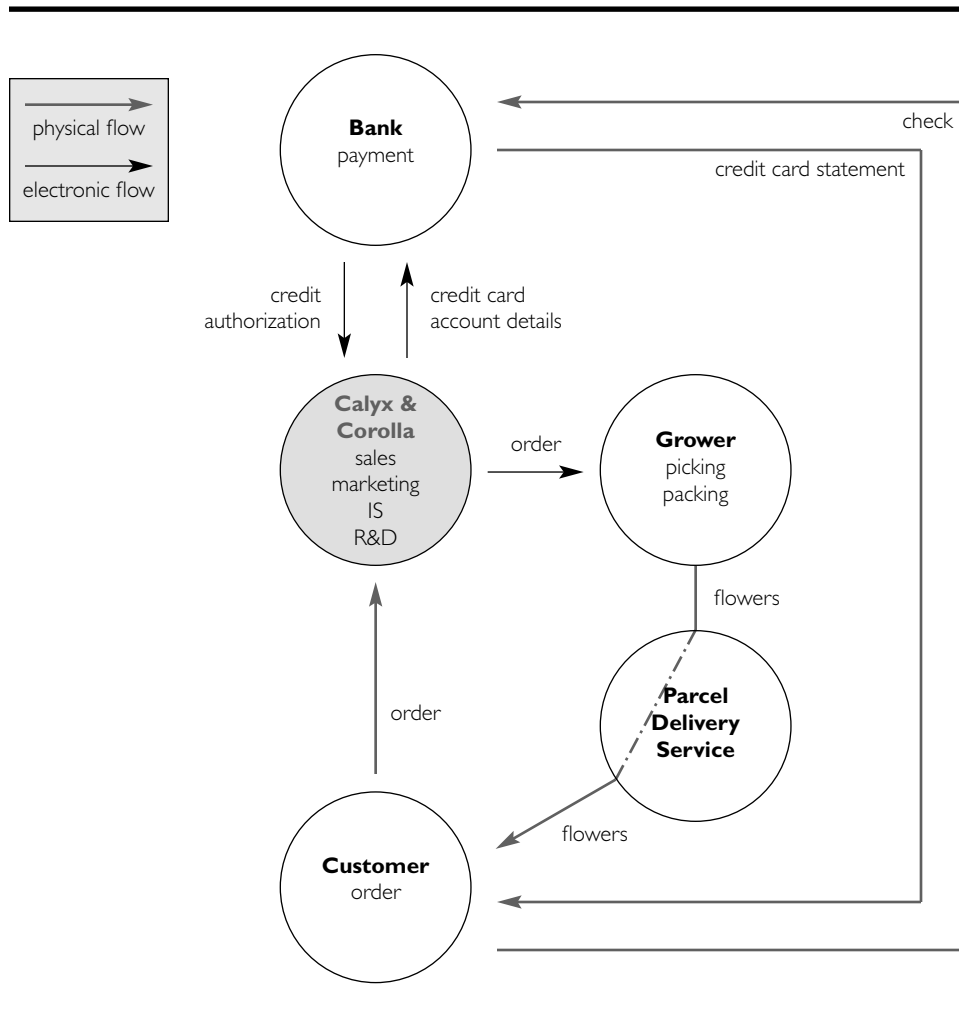 physical flow
electronic flow
Bank
payment
check
credit card statement
credit
authorization
credit card
account details
Calyx &
Corolla
sales
marketing
IS
R&D
order
Grower
picking
packing
flowers
Parcel
Delivery
Service
order
flowers
Customer
order